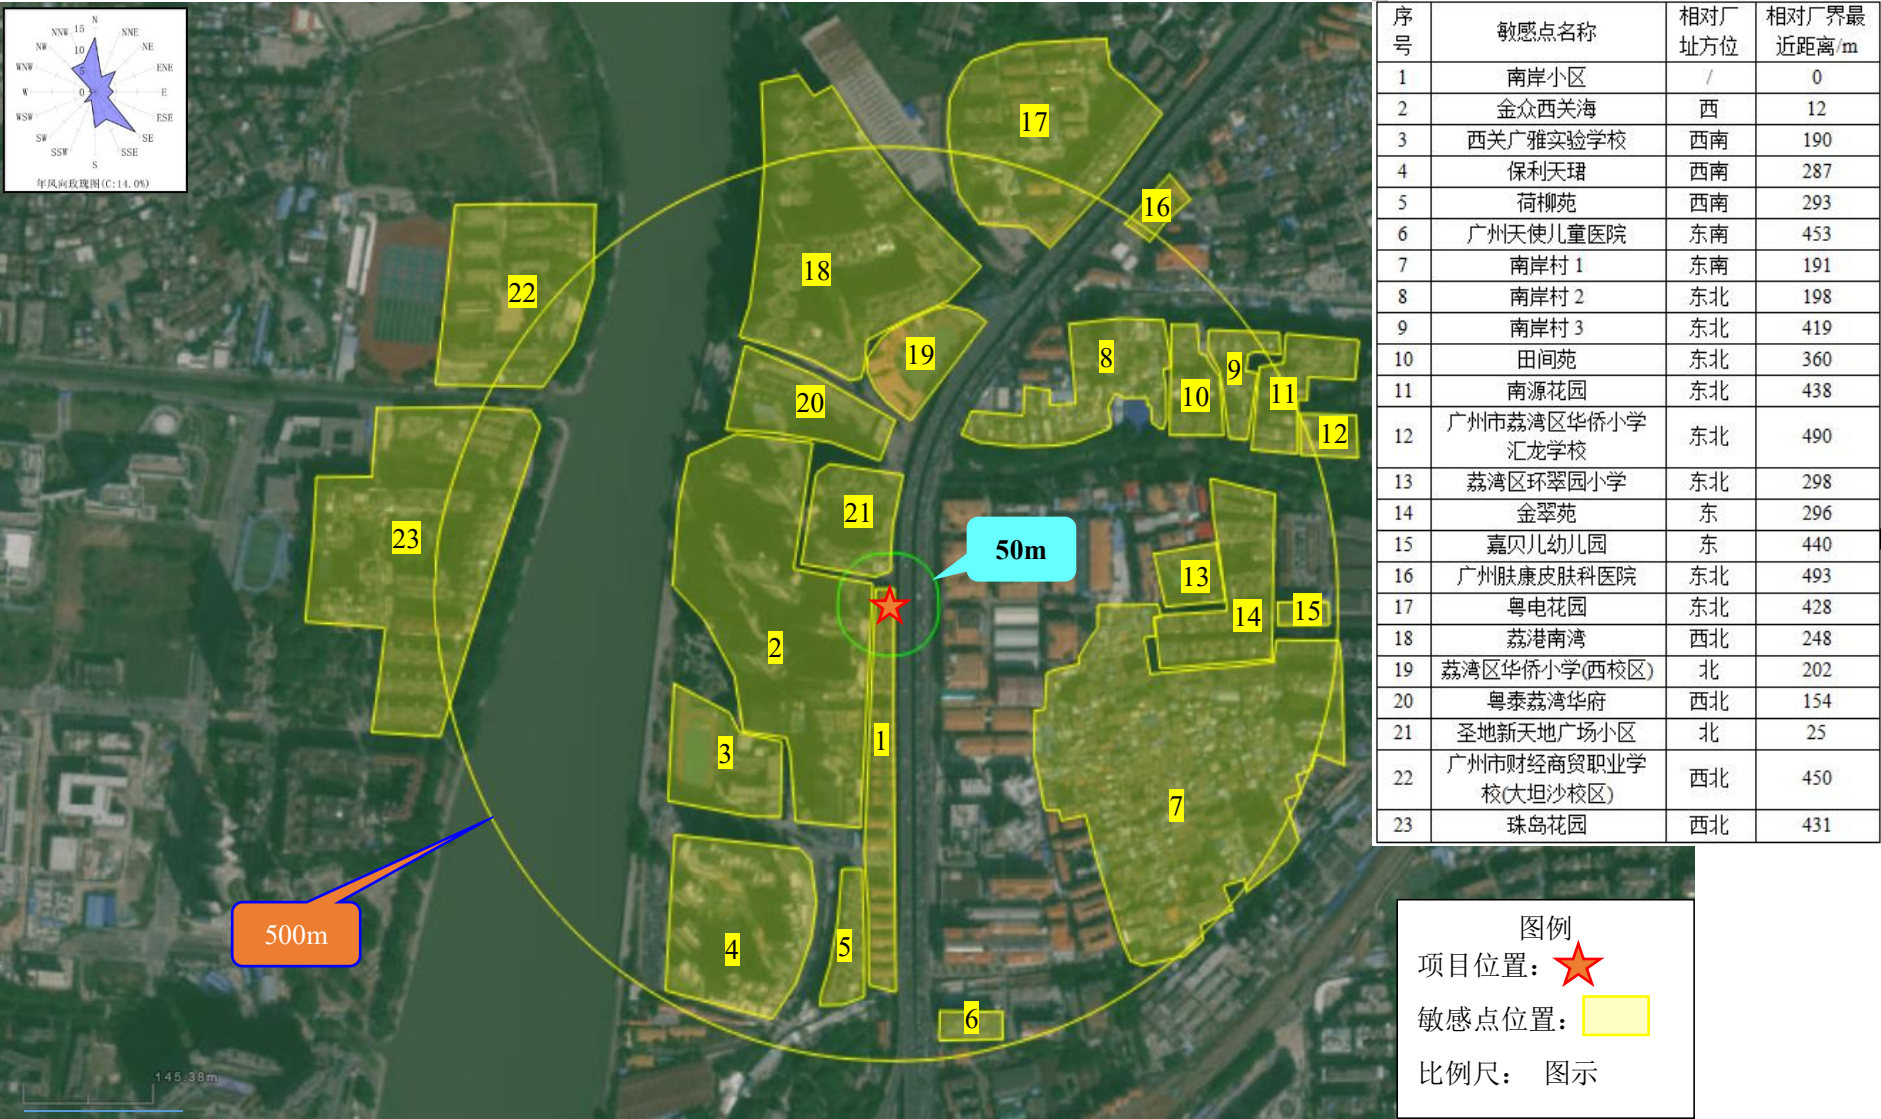 N
NNW
NNE
NW
NE
WNW
ENE
W
E
WSW
ESE
SW
SE
SSW
SSE
S
15
10
5
0
年风向玫瑰图(C:14.0%)
17
16
18
22
19
8
9
10
11
12
20
21
23
50m
13
14
15
2
1
3
7
4
5
6
500m
145.38m
序号 敏感点名称 相对厂址方位 相对厂界最近距离/m
1 南岸小区 / 0
2 金众西关海 西 12
3 西关广雅实验学校 西南 190
4 保利天珺 西南 287
5 荷柳苑 西南 293
6 广州天使儿童医院 东南 453
7 南岸村 1 东南 191
8 南岸村 2 东北 198
9 南岸村 3 东北 419
10 田间苑 东北 360
11 南源花园 东北 438
12 广州市荔湾区华侨小学汇龙学校 东北 490
13 荔湾区环翠园小学 东北 298
14 金翠苑 东 296
15 嘉贝儿幼儿园 东 440
16 广州肤康皮肤科医院 东北 493
17 粤电花园 东北 428
18 荔港南湾 西北 248
19 荔湾区华侨小学(西校区) 北 202
20 粤泰荔湾华府 西北 154
21 圣地新天地广场小区 北 25
22 广州市财经商贸职业学校(大坦沙校区) 西北 450
23 珠岛花园 西北 431
图例
项目位置：
敏感点位置：
比例尺： 图示